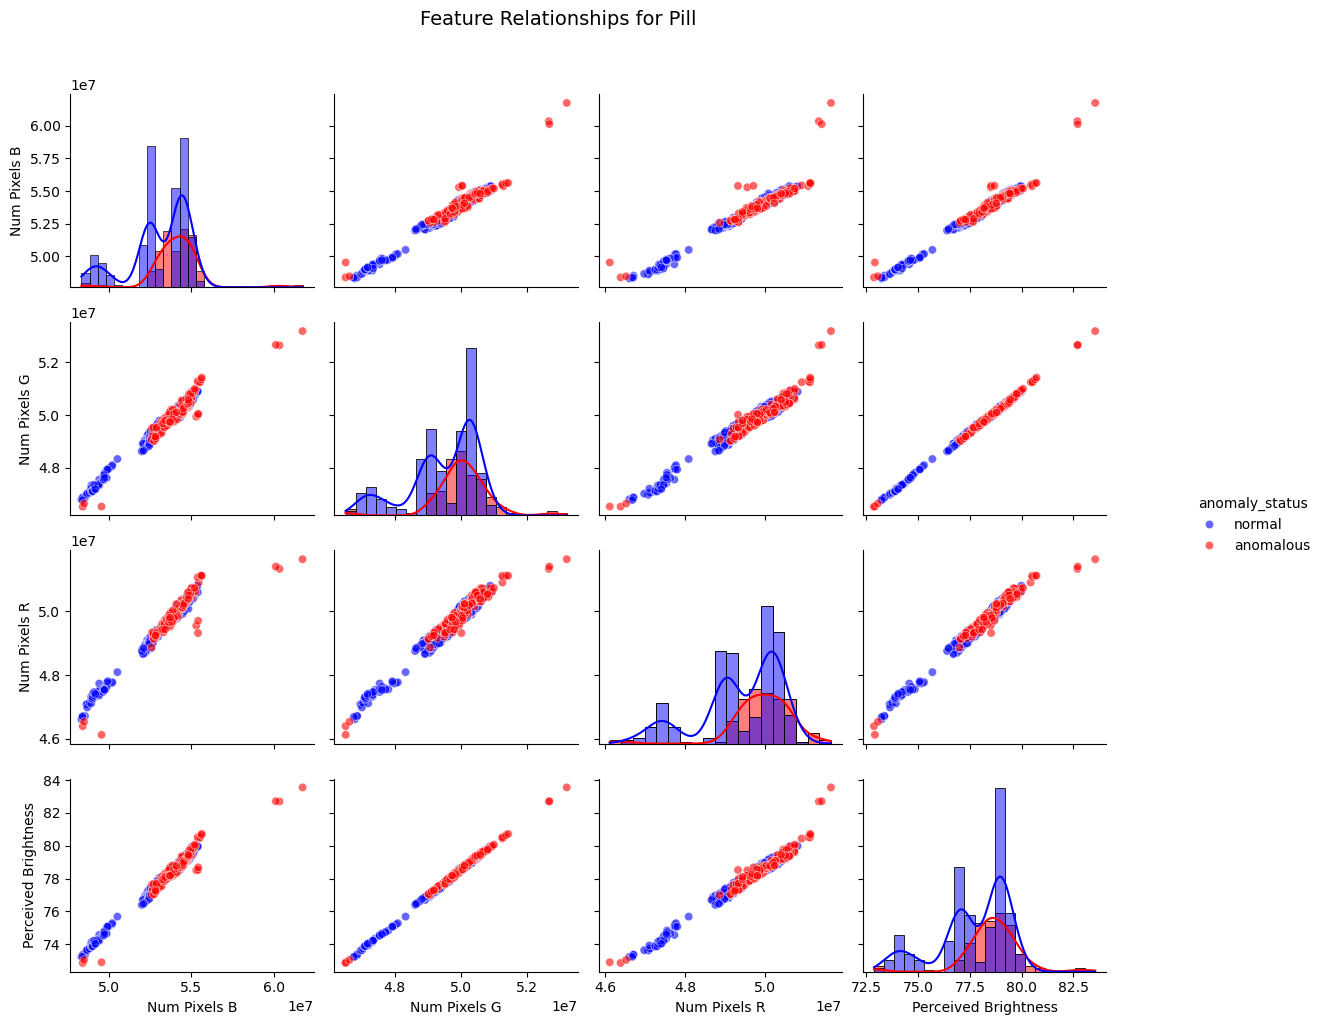 Feature Relationships for Pill
1e7
Num Pixels B
6.00
5.75
5.50
5.25
5.00
1e7
Num Pixels G
5.2
5.0
4.8
1e7
Num Pixels R
5.0
4.8
4.6
Perceived Brightness
84
82
80
78
76
74
5.0 5.5 6.0
1e7
Num Pixels B
4.8 5.0 5.2
1e7
Num Pixels G
4.6 4.8 5.0
1e7
Num Pixels R
72.5 75.0 77.5 80.0 82.5
Perceived Brightness
anomaly_status
normal
anomalous